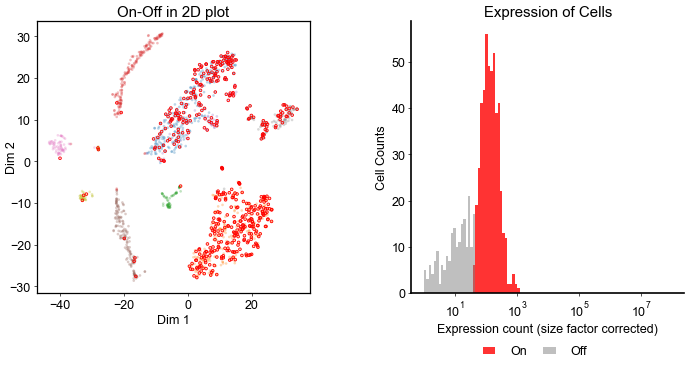 On-Off in 2D plot
Dim 2
30
20
10
0
−10
−20
−30
−40
−20
0
20
Dim 1
Expression of Cells
Cell Counts
50
40
30
20
10
0
10^1
10^3
10^5
10^7
Expression count (size factor corrected)
On
Off